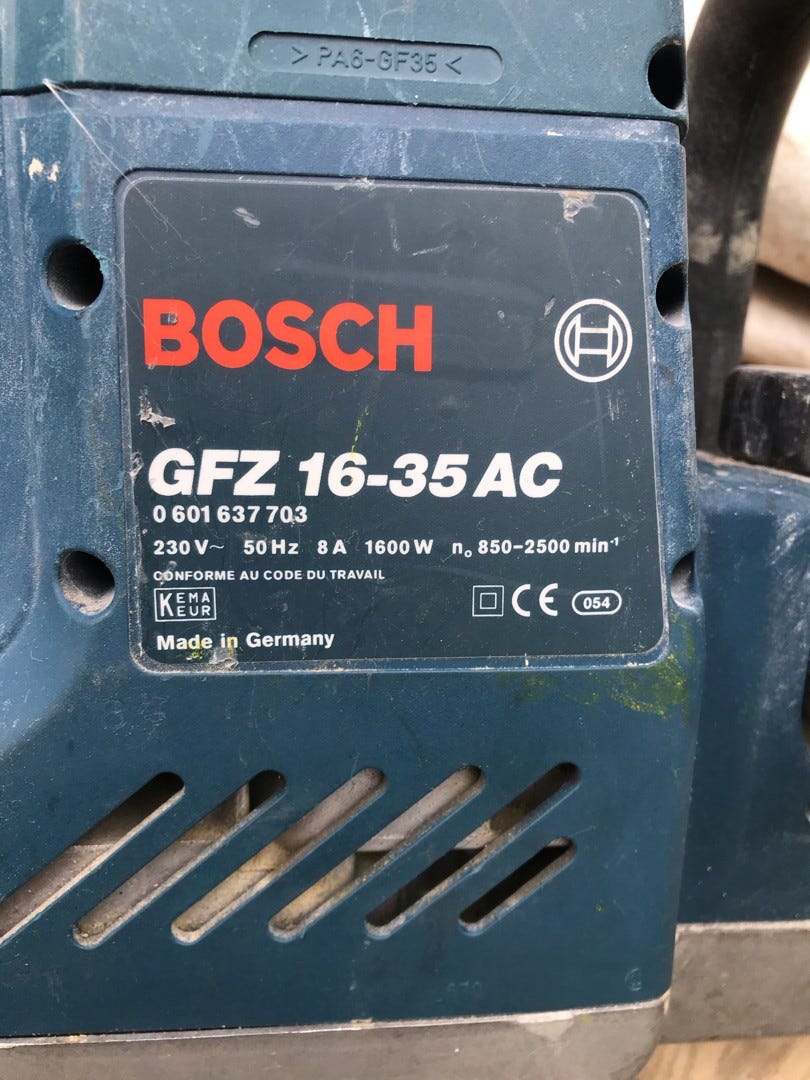 > PA6-GF35 <
BOSCH
GFZ 16-35 AC
0 601 637 703
230 V~ 50 Hz 8 A 1600 W n₀ 850-2500 min⁻¹
CONFORME AU CODE DU TRAVAIL
KEMA
KEUR
CE 054
Made in Germany